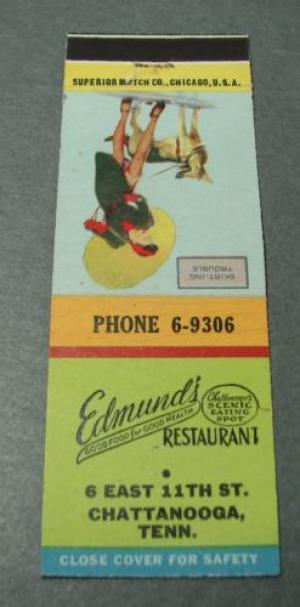 SUPERIOR MATCH CO., CHICAGO, U.S.A.
SKIRT-ING
TROUBLE
PHONE 6-9306
Edmund's
GOOD FOOD for GOOD HEALTH
Chattanooga's
SCENIC
EATING
SPOT
RESTAURANT
6 EAST 11TH ST.
CHATTANOOGA,
TENN.
CLOSE COVER FOR SAFETY